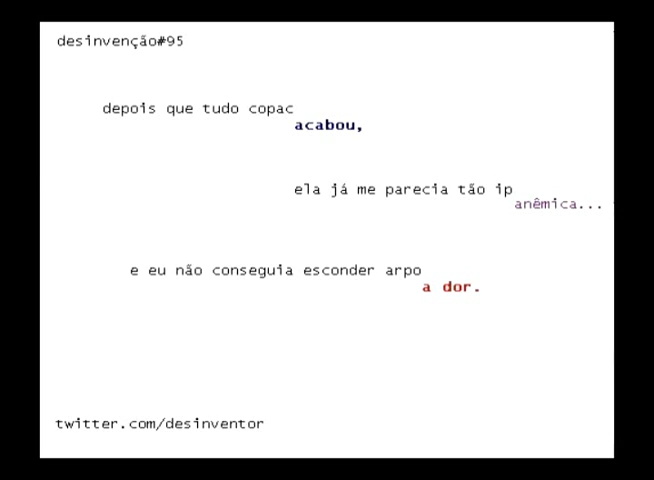 desinvenção#95
depois que tudo copac
acabou,
ela já me parecia tão ip
anêmica...
e eu não conseguia esconder arpo
a dor.
twitter.com/desinventor